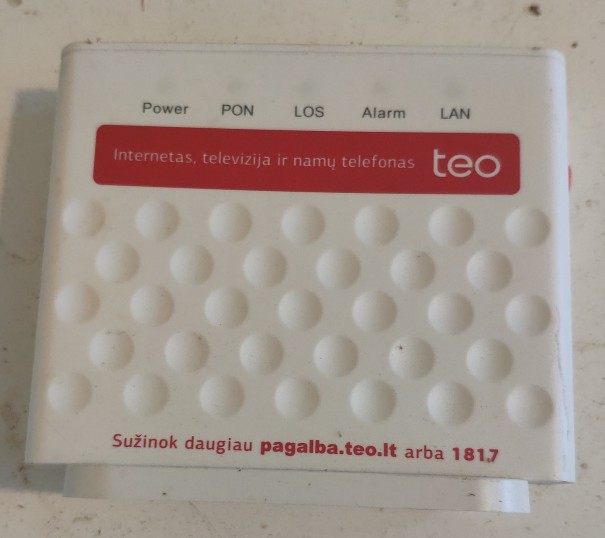 Power PON LOS Alarm LAN
Internetas, televizija ir namų telefonas teo
Sužinok daugiau pagalba.teo.lt arba 1817